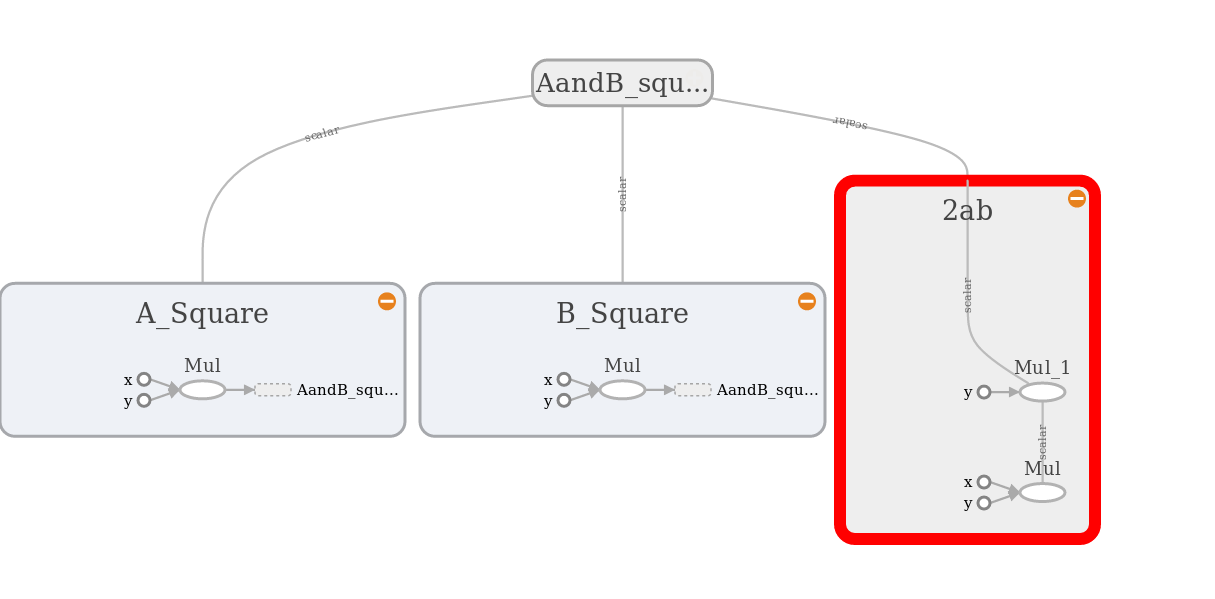 AandB_squ...
scalar
scalar
scalar
2ab
A_Square
B_Square
scalar
Mul
x
y
AandB_squ...
Mul
x
y
AandB_squ...
Mul_1
y
scalar
Mul
x
y